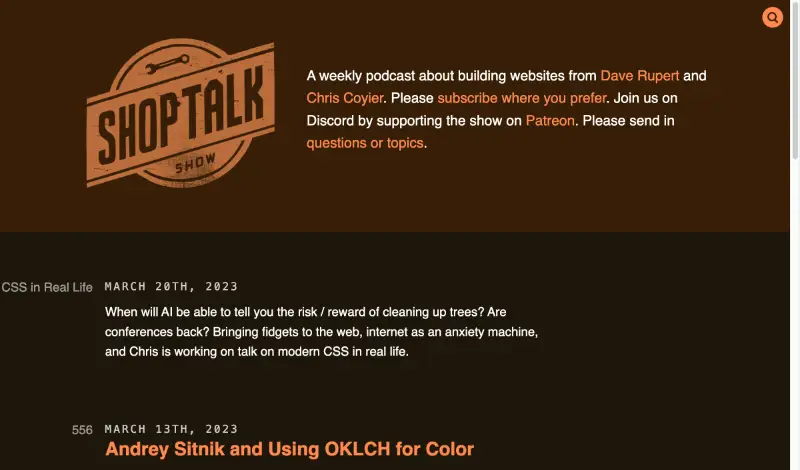 SHOPTALK
SHOW
A weekly podcast about building websites from Dave Rupert and
Chris Coyier. Please subscribe where you prefer. Join us on
Discord by supporting the show on Patreon. Please send in
questions or topics.
CSS in Real Life
MARCH 20TH, 2023
When will AI be able to tell you the risk / reward of cleaning up trees? Are
conferences back? Bringing fidgets to the web, internet as an anxiety machine,
and Chris is working on talk on modern CSS in real life.
556
MARCH 13TH, 2023
Andrey Sitnik and Using OKLCH for Color